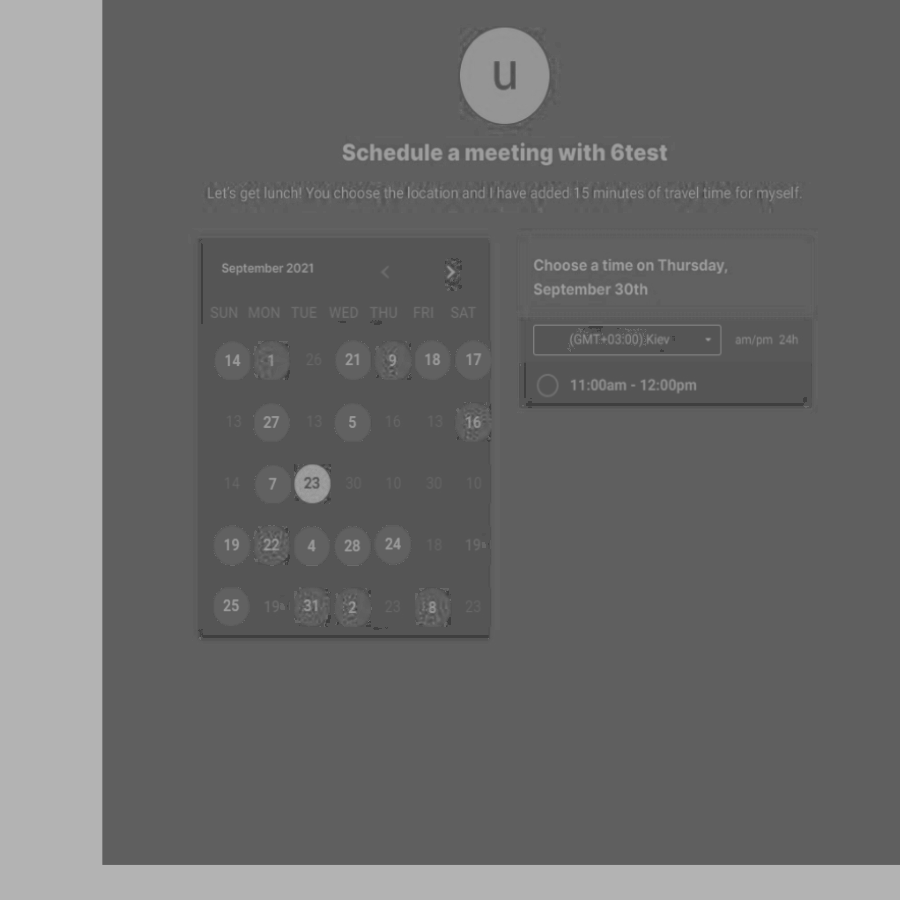 u
Schedule a meeting with 6test
Let's get lunch! You choose the location and I have added 15 minutes of travel time for myself.
September 2021
SUN MON TUE WED THU FRI SAT
14 1 26 21 9 18 17
13 27 13 5 16 13 16
14 7 23 30 10 30 10
19 22 4 28 24 18 19
25 19 31 2 23 8 23
Choose a time on Thursday,
September 30th
(GMT+03:00) Kiev am/pm 24h
11:00am - 12:00pm